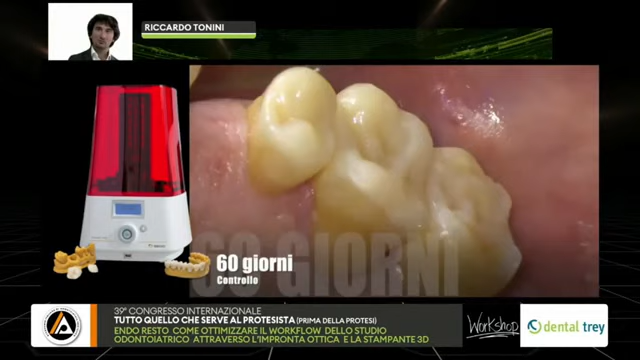 RICCARDO TONINI
60 GIORNI
60 giorni
Controllo
39° CONGRESSO INTERNAZIONALE
TUTTO QUELLO CHE SERVE AL PROTESISTA (PRIMA DELLA PROTESI)
ENDO RESTO COME OTTIMIZZARE IL WORKFLOW DELLO STUDIO
ODONTOIATRICO ATTRAVERSO L'IMPRONTA OTTICA E LA STAMPANTE 3D
Workshop
dental trey